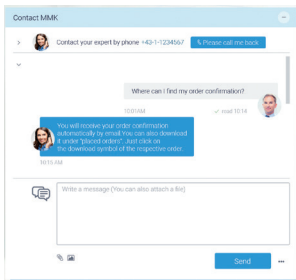 Contact MMK
Contact your expert by phone +43-1-1234567
Please call me back
Where can I find my order confirmation?
10:01AM
read 10:14
You will receive your order confirmation
automatically by email.You can also download
it under "placed orders". Just click on
the download symbol of the respective order.
10:15 AM
Write a message (You can also attach a file)
Send